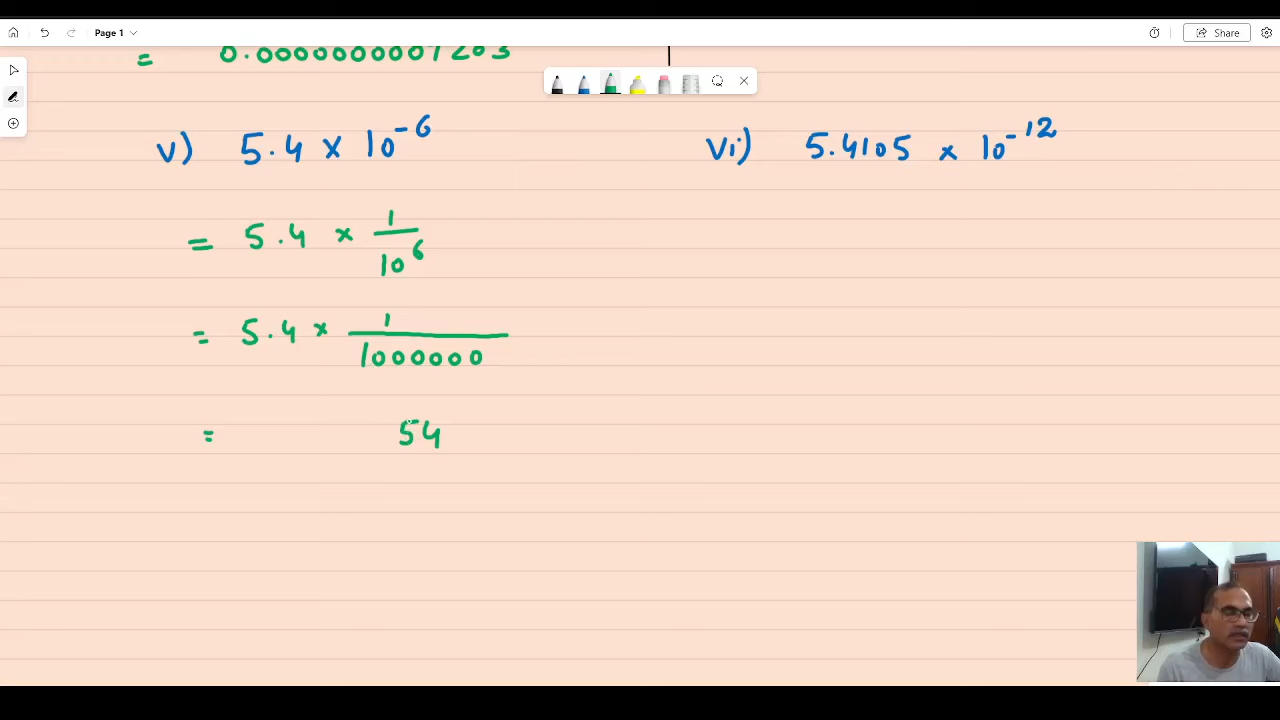 Page 1
Share
= 0.0000000007203
v) 5.4 × 10⁻⁶
= 5.4 × 1/10⁶
= 5.4 × 1/1000000
= 54
vi) 5.4105 × 10⁻¹²